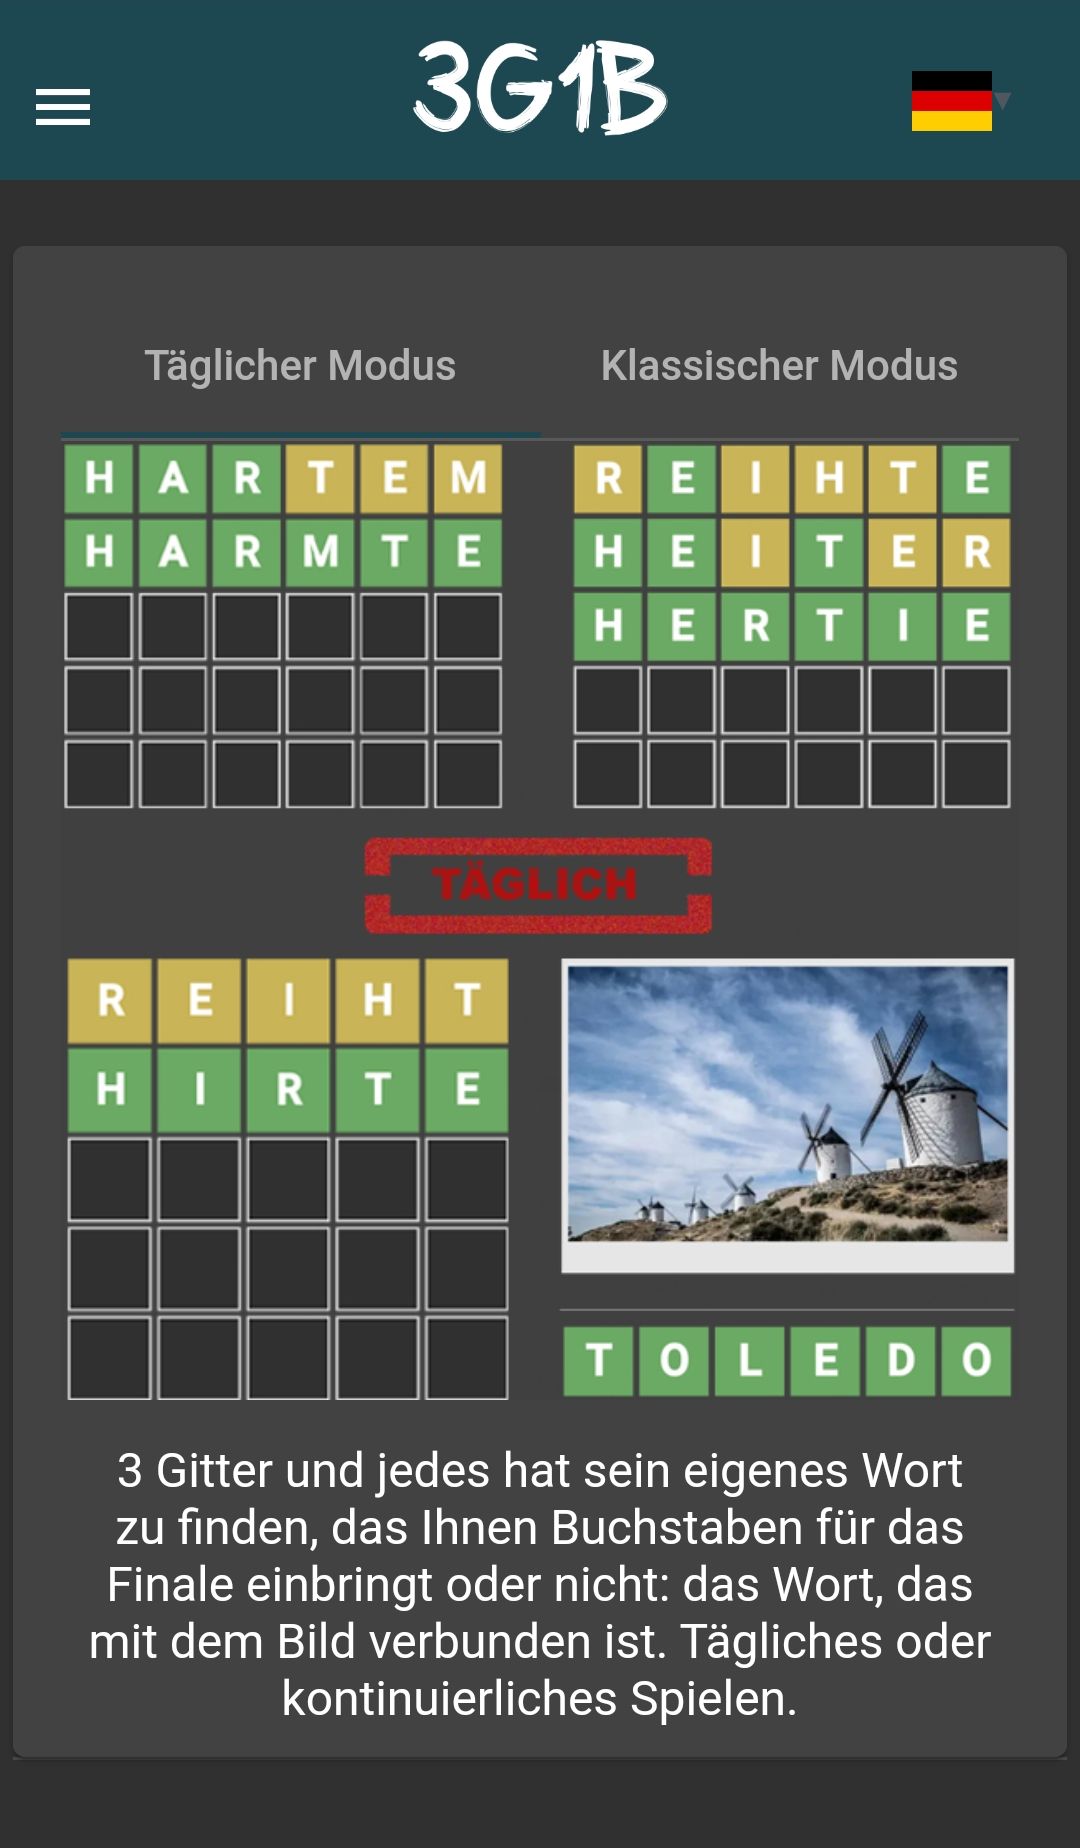 3G1B
Täglicher Modus
Klassischer Modus
HARTEM
HARMTE
REIHTE
HEITER
HERTIE
TÄGLICH
REIHT
HIRTE
TOLEDO
3 Gitter und jedes hat sein eigenes Wort
zu finden, das Ihnen Buchstaben für das
Finale einbringt oder nicht: das Wort, das
mit dem Bild verbunden ist. Tägliches oder
kontinuierliches Spielen.